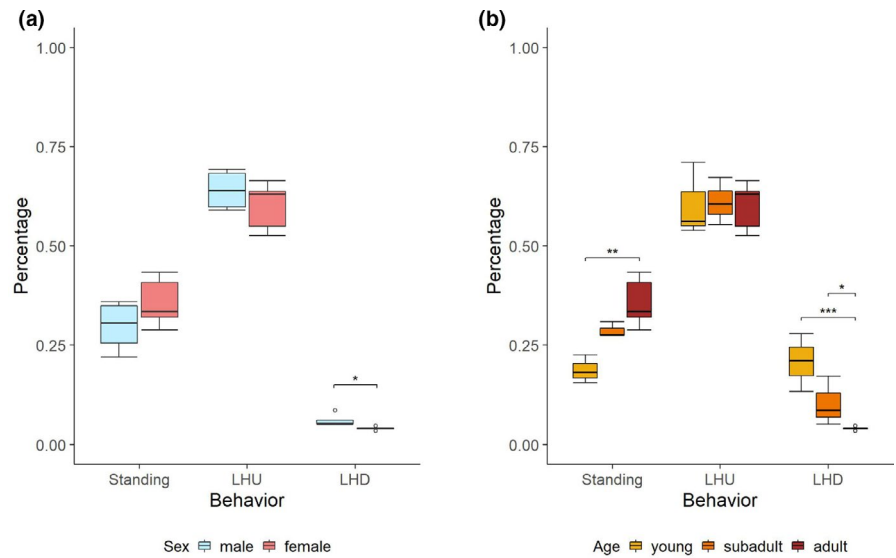 (a)
1.00
0.75
0.50
0.25
0.00
Percentage
*
Standing LHU LHD
Behavior
Sex male female
(b)
1.00
0.75
0.50
0.25
0.00
Percentage
**
*
***
Standing LHU LHD
Behavior
Age young subadult adult